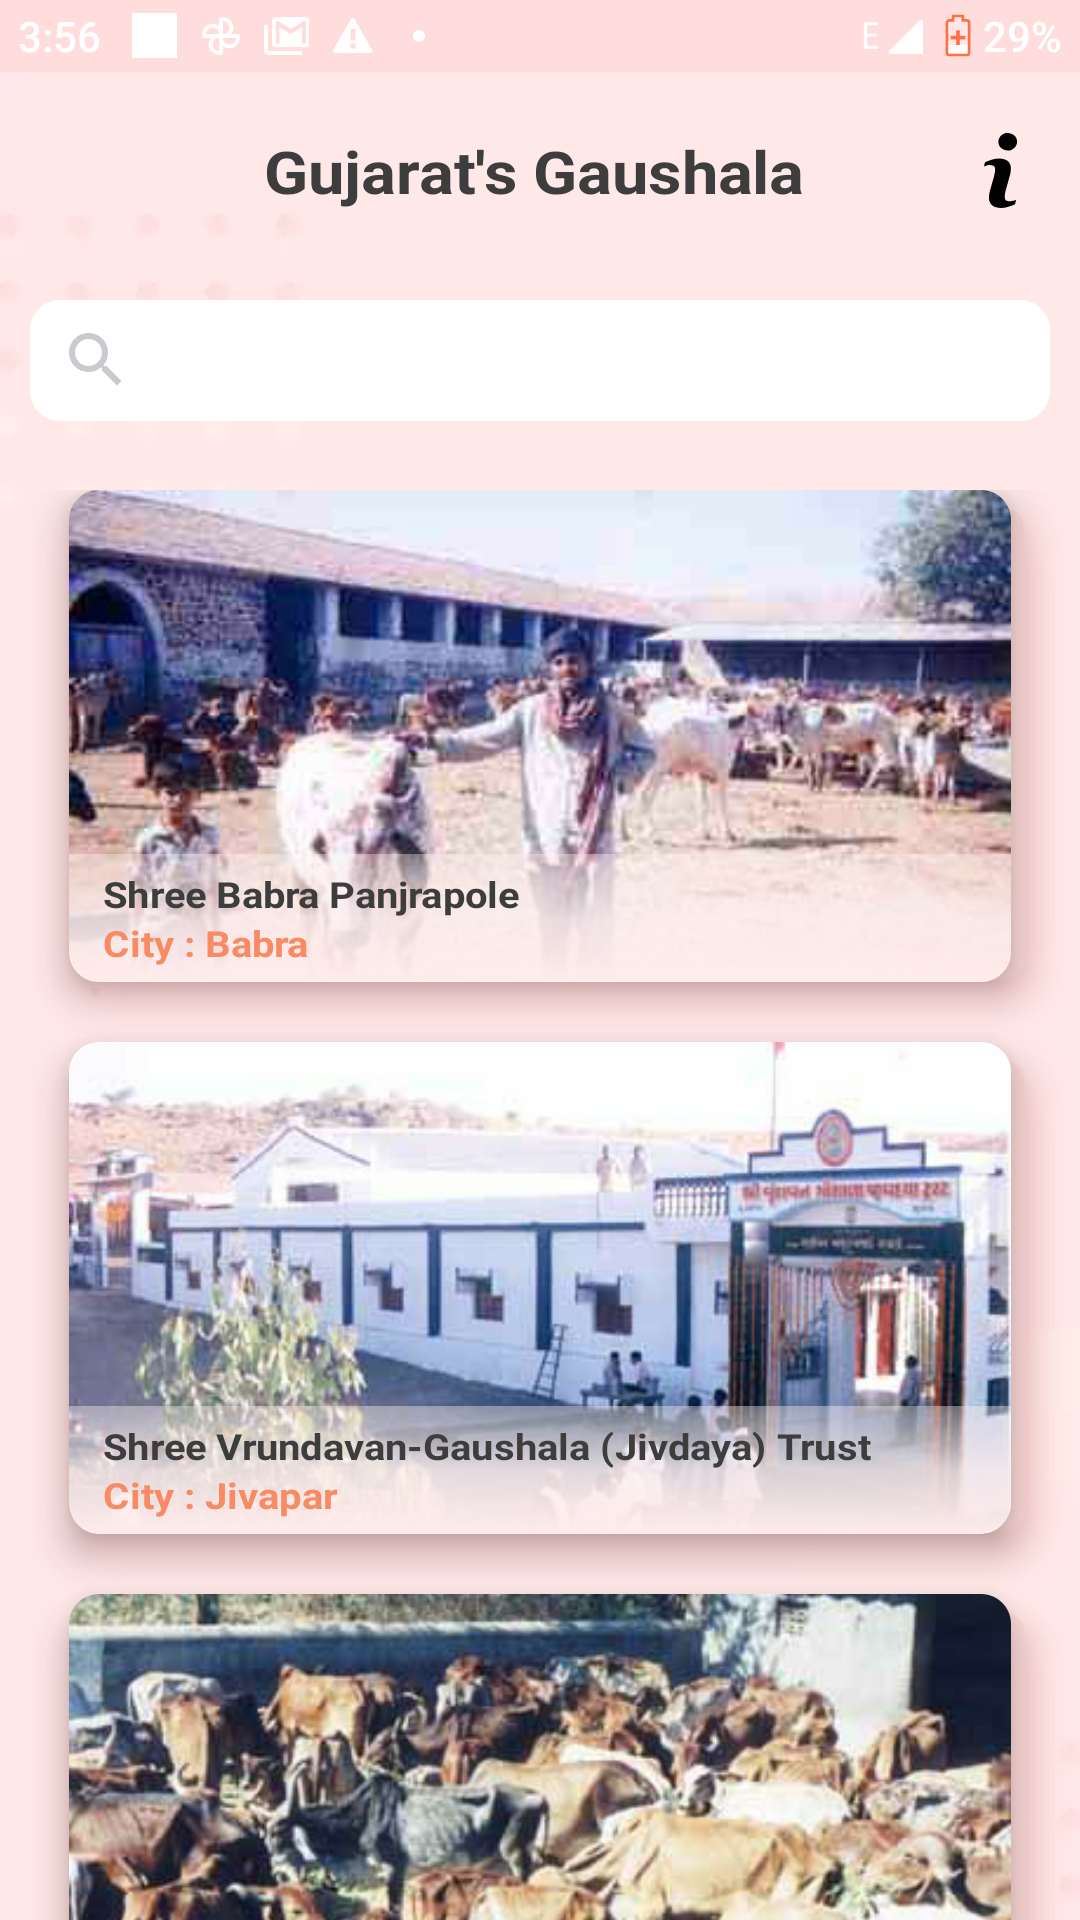 3:56
E
29%
Gujarat's Gaushala
Shree Babra Panjrapole
City : Babra
Shree Vrundavan-Gaushala (Jivdaya) Trust
City : Jivapar